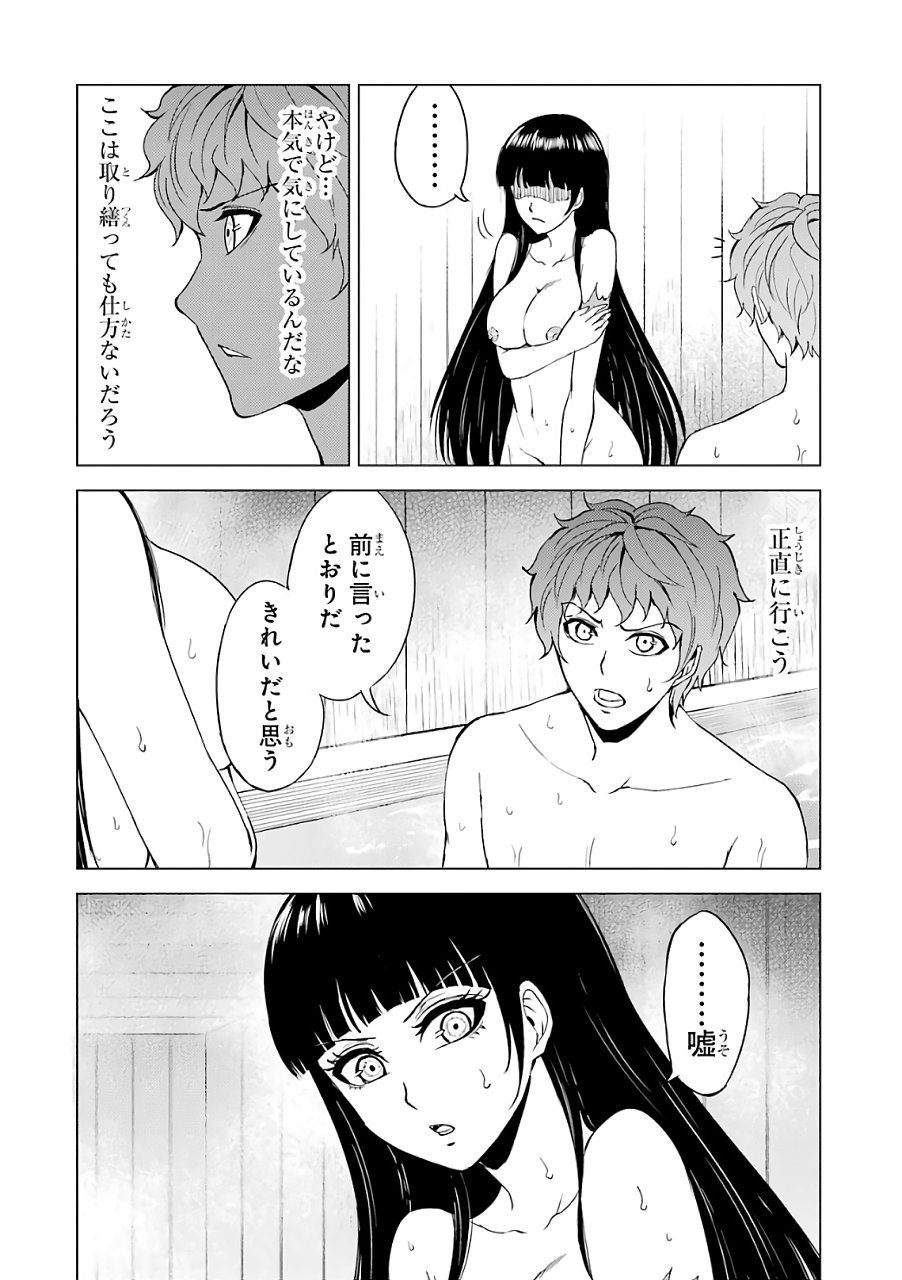 ………
やけど…
本気で気にしているんだな
ここは取り繕っても仕方ないだろう
正直に行こう
前に言った
とおりだ
きれいだと思う
………嘘